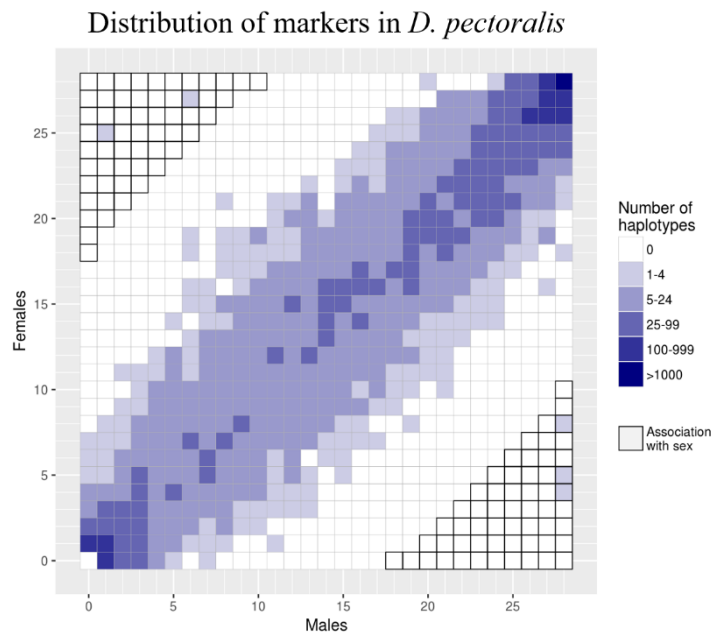 Distribution of markers in D. pectoralis
Females
25
20
15
10
5
0
0
5
10
15
20
25
Males
Number of
haplotypes
0
1-4
5-24
25-99
100-999
>1000
Association
with sex